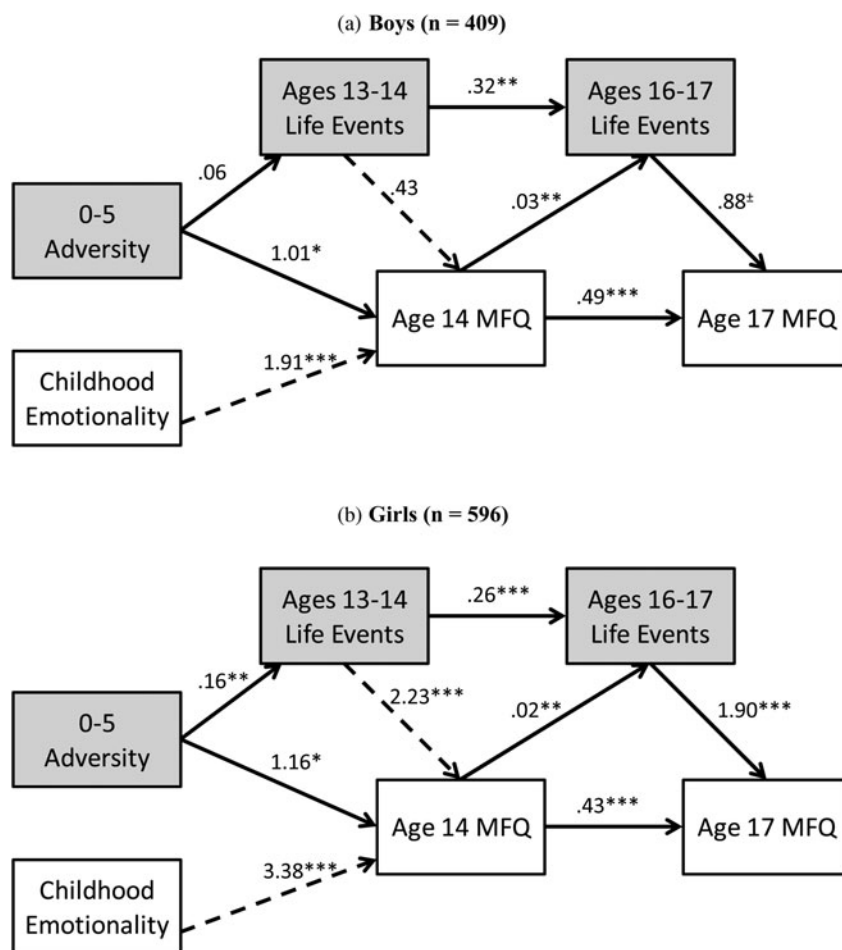 (a) Boys (n = 409)
Ages 13-14
Life Events
.32**
Ages 16-17
Life Events
.06
.43
.03**
.88±
0-5
Adversity
1.01*
Age 14 MFQ
.49***
Age 17 MFQ
1.91***
Childhood
Emotionality
(b) Girls (n = 596)
Ages 13-14
Life Events
.26***
Ages 16-17
Life Events
.16**
2.23***
.02**
1.90***
0-5
Adversity
1.16*
Age 14 MFQ
.43***
Age 17 MFQ
3.38***
Childhood
Emotionality